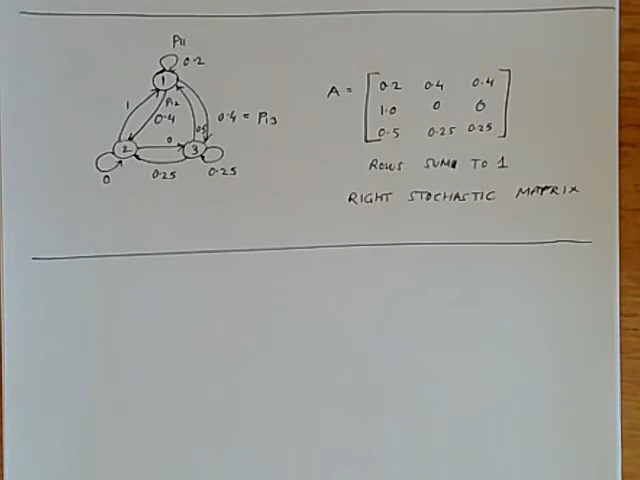 P11
0.2
1
1
P12
0.4
0.5
0.4 = P13
2
0
3
0
0.25
0.25
A = 0.2 0.4 0.4
1.0 0 0
0.5 0.25 0.25
ROWS SUM TO 1
RIGHT STOCHASTIC MATRIX